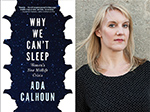 WHY WE
CAN'T
SLEEP
Women's
New Midlife
Crisis
ADA
CALHOUN